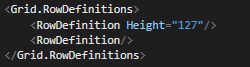 <Grid.RowDefinitions>
<RowDefinition Height="127"/>
<RowDefinition/>
</Grid.RowDefinitions>